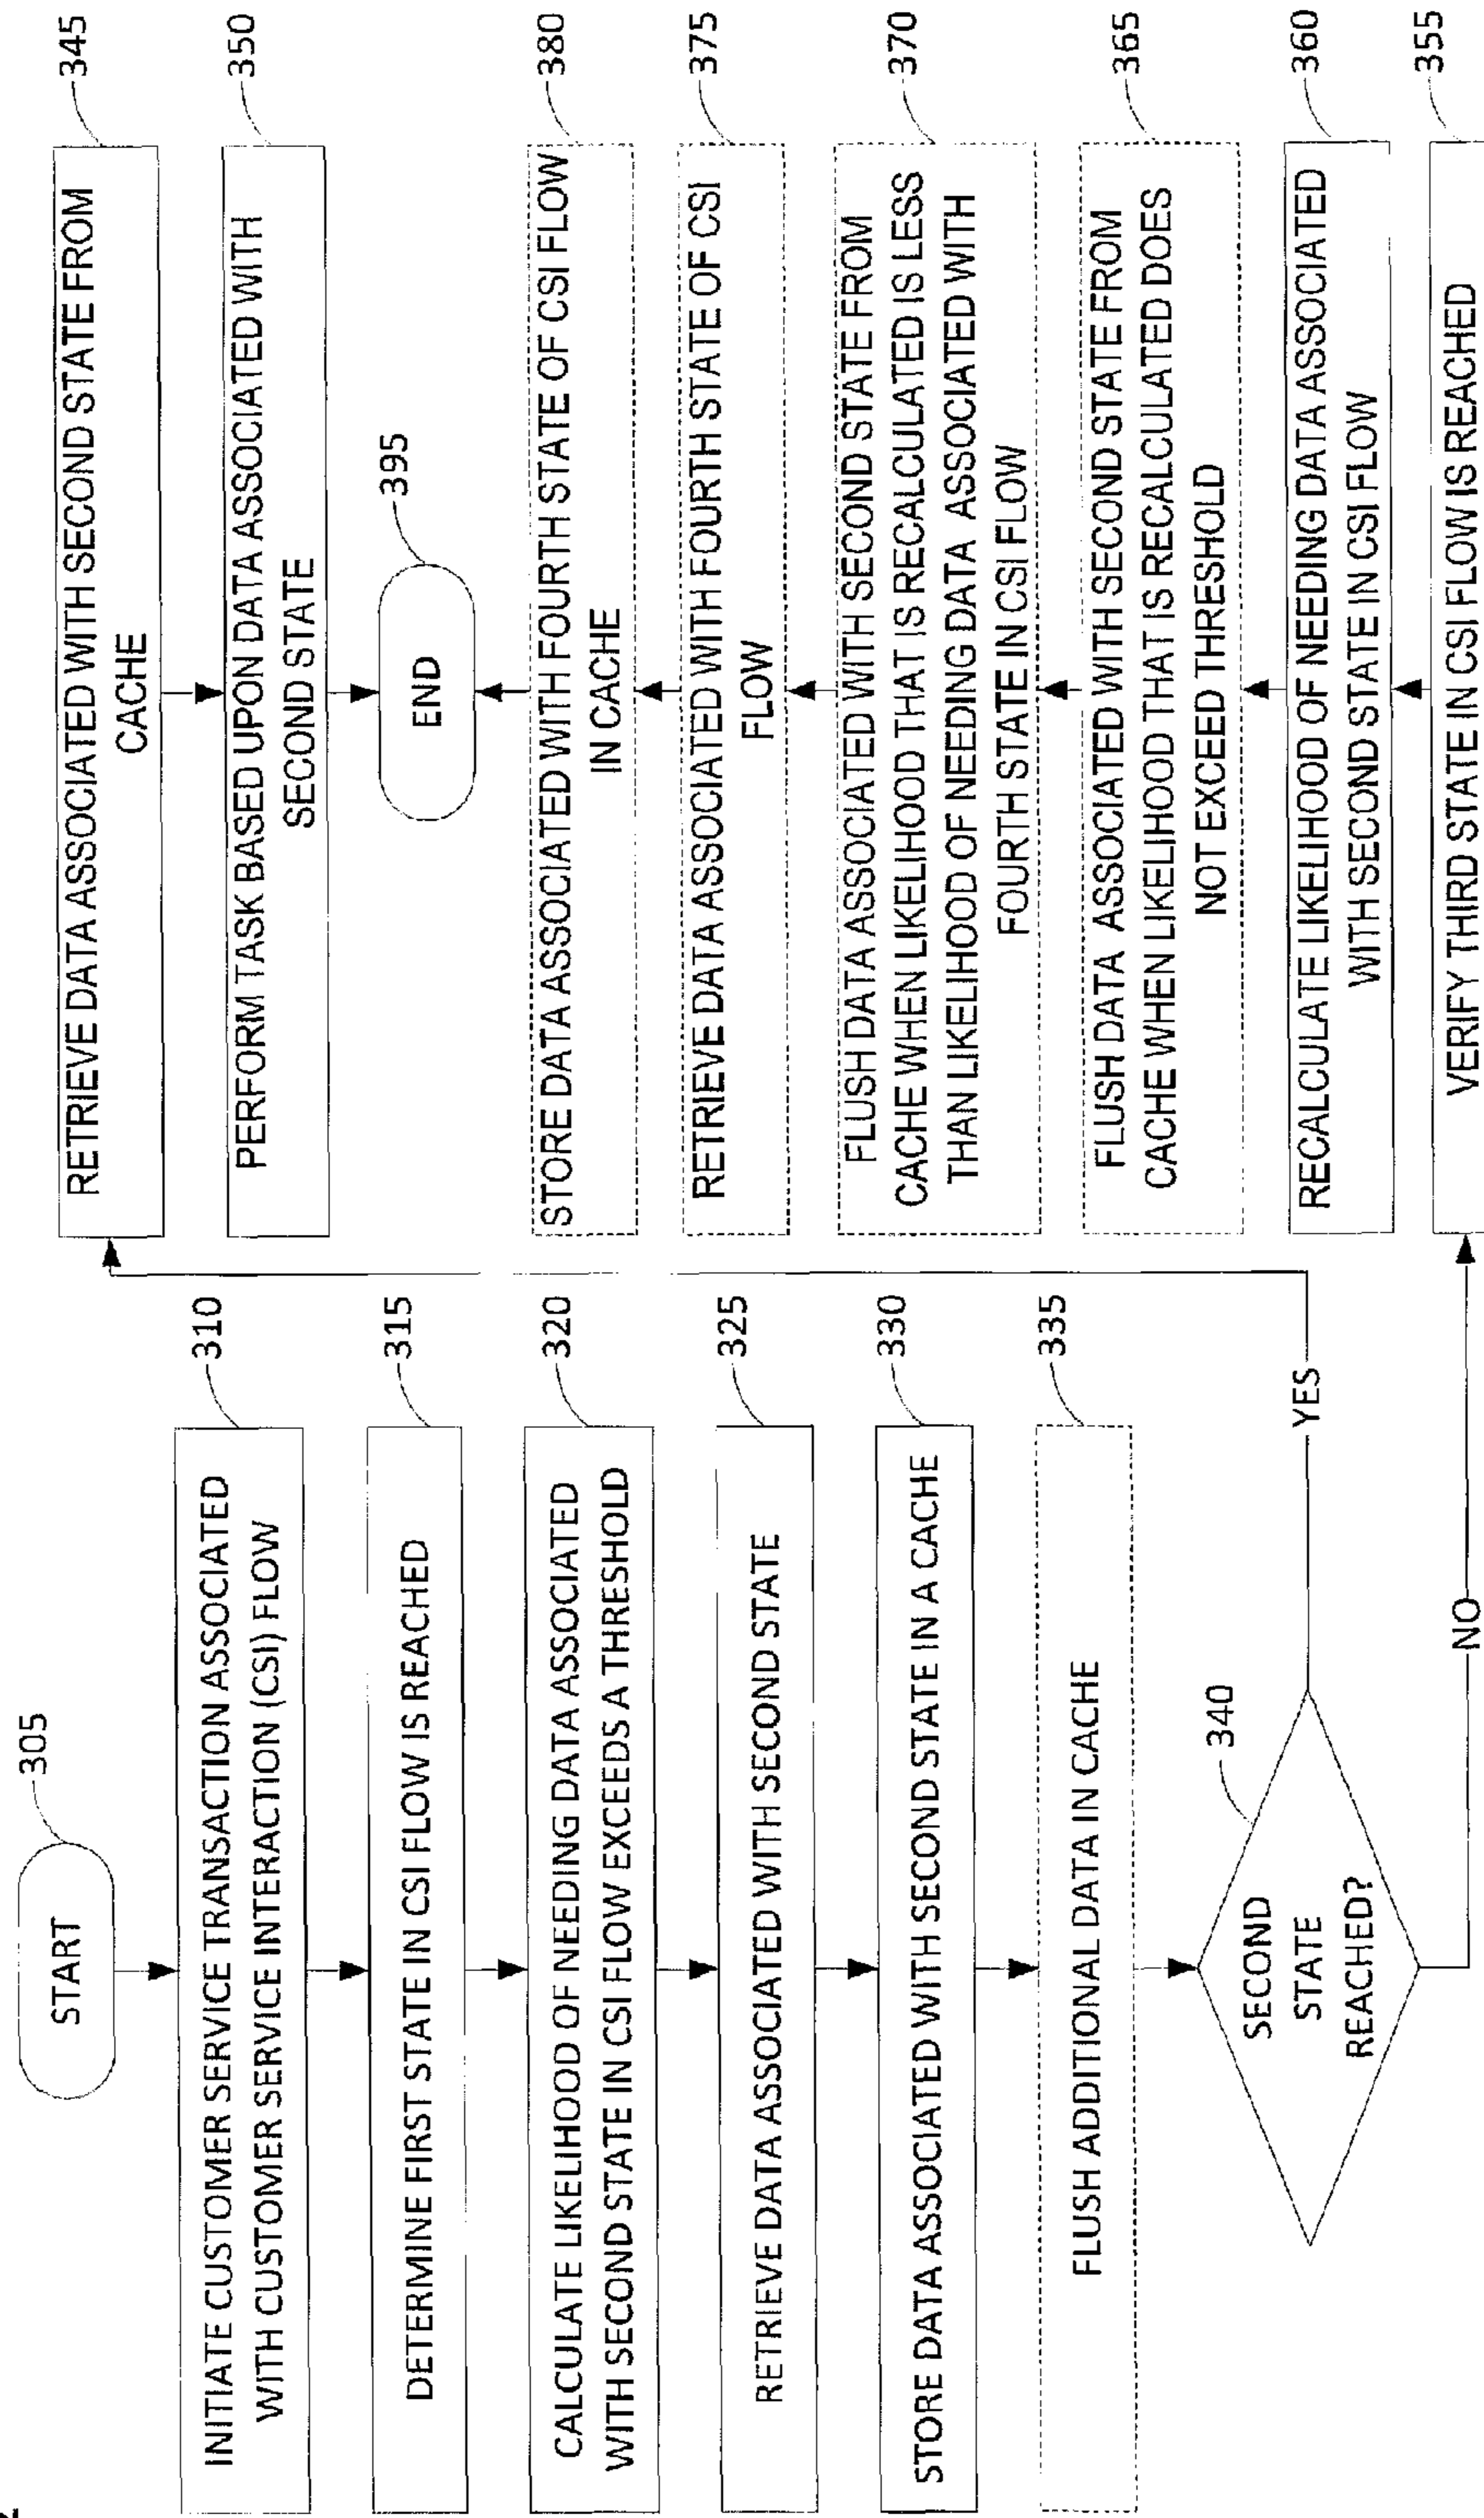 305
START
310
INITIATE CUSTOMER SERVICE TRANSACTION ASSOCIATED
WITH CUSTOMER SERVICE INTERACTION (CSI) FLOW
315
DETERMINE FIRST STATE IN CSI FLOW IS REACHED
320
CALCULATE LIKELIHOOD OF NEEDING DATA ASSOCIATED
WITH SECOND STATE IN CSI FLOW EXCEEDS A THRESHOLD
325
RETRIEVE DATA ASSOCIATED WITH SECOND STATE
330
STORE DATA ASSOCIATED WITH SECOND STATE IN A CACHE
335
FLUSH ADDITIONAL DATA IN CACHE
340
SECOND
STATE
REACHED?
YES
NO
345
RETRIEVE DATA ASSOCIATED WITH SECOND STATE FROM
CACHE
350
PERFORM TASK BASED UPON DATA ASSOCIATED WITH
SECOND STATE
395
END
380
STORE DATA ASSOCIATED WITH FOURTH STATE OF CSI FLOW
IN CACHE
375
RETRIEVE DATA ASSOCIATED WITH FOURTH STATE OF CSI
FLOW
370
FLUSH DATA ASSOCIATED WITH SECOND STATE FROM
CACHE WHEN LIKELIHOOD THAT IS RECALCULATED IS LESS
THAN LIKELIHOOD OF NEEDING DATA ASSOCIATED WITH
FOURTH STATE IN CSI FLOW
365
FLUSH DATA ASSOCIATED WITH SECOND STATE FROM
CACHE WHEN LIKELIHOOD THAT IS RECALCULATED DOES
NOT EXCEED THRESHOLD
360
RECALCULATE LIKELIHOOD OF NEEDING DATA ASSOCIATED
WITH SECOND STATE IN CSI FLOW
355
VERIFY THIRD STATE IN CSI FLOW IS REACHED